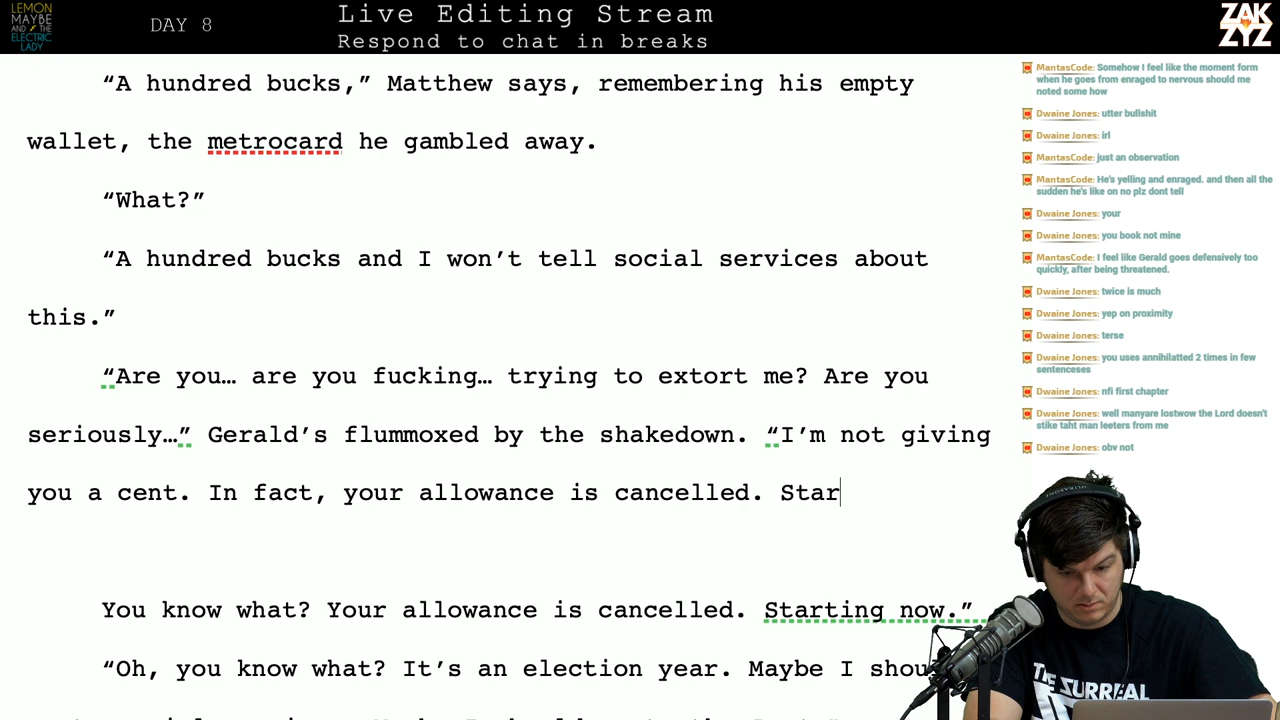 LEMON
MAYBE
AND THE
ELECTRIC
LADY
DAY 8
Live Editing Stream
Respond to chat in breaks
ZAK
ZYZ
“A hundred bucks,” Matthew says, remembering his empty
wallet, the metrocard he gambled away.
“What?”
“A hundred bucks and I won’t tell social services about
this.”
“Are you… are you fucking… trying to extort me? Are you
seriously…” Gerald’s flummoxed by the shakedown. “I’m not giving
you a cent. In fact, your allowance is cancelled. Star
You know what? Your allowance is cancelled. Starting now.”
“Oh, you know what? It’s an election year. Maybe I shou
MantasCode: Somehow I feel like the moment form
when he goes from enraged to nervous should me
noted some how
Dwaine Jones: utter bullshit
Dwaine Jones: irl
MantasCode: just an observation
MantasCode: He's yelling and enraged. and then all the
sudden he's like on no plz dont tell
Dwaine Jones: your
Dwaine Jones: you book not mine
MantasCode: I feel like Gerald goes defensively too
quickly, after being threatened.
Dwaine Jones: twice is much
Dwaine Jones: yep on proximity
Dwaine Jones: terse
Dwaine Jones: you uses annihilatted 2 times in few
sentenceses
Dwaine Jones: nfi first chapter
Dwaine Jones: well manyare lostwow the Lord doesn't
stike taht man leeters from me
Dwaine Jones: obv not
THE SURREAL